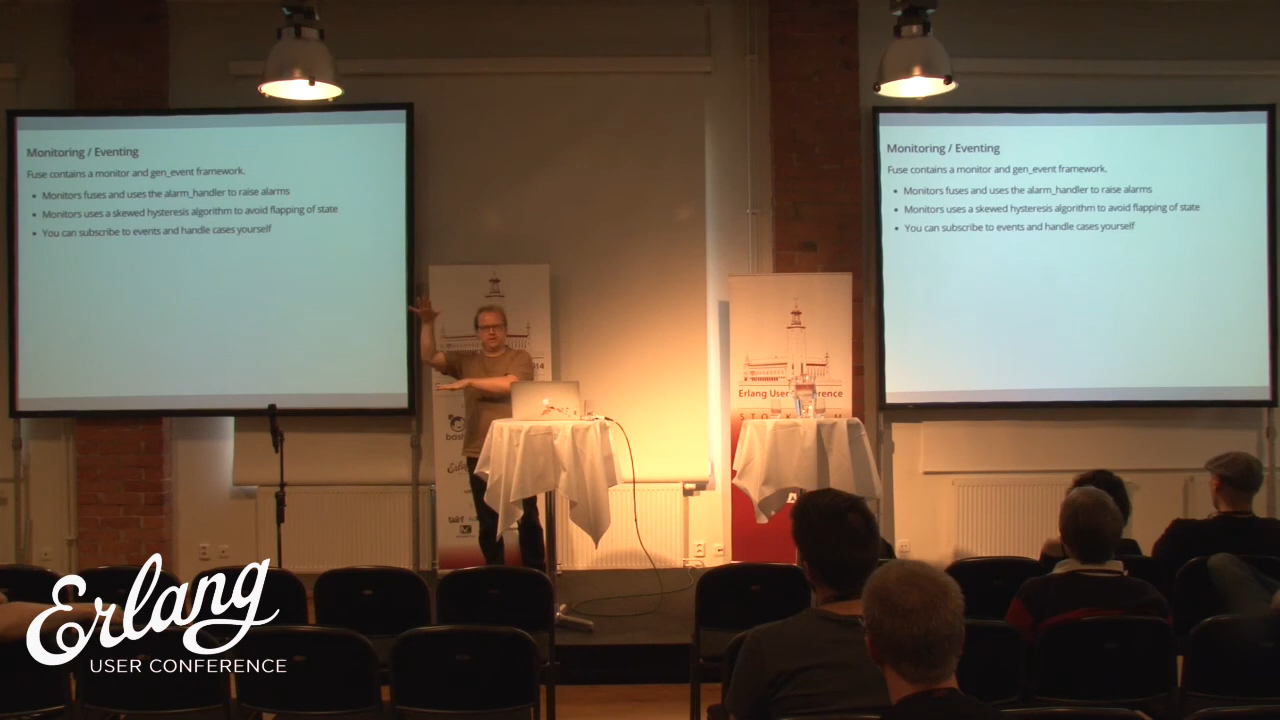 Monitoring / Eventing
Fuse contains a monitor and gen_event framework.
Monitors fuses and uses the alarm_handler to raise alarms
Monitors uses a skewed hysteresis algorithm to avoid flapping of state
You can subscribe to events and handle cases yourself
Monitoring / Eventing
Fuse contains a monitor and gen_event framework.
Monitors fuses and uses the alarm_handler to raise alarms
Monitors uses a skewed hysteresis algorithm to avoid flapping of state
You can subscribe to events and handle cases yourself
Erlang
USER CONFERENCE